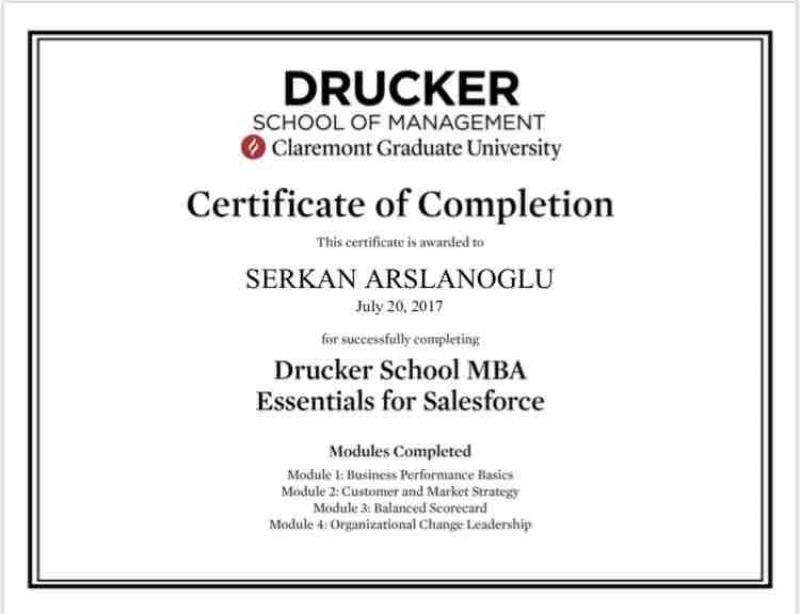 DRUCKER
SCHOOL OF MANAGEMENT
Claremont Graduate University
Certificate of Completion
This certificate is awarded to
SERKAN ARSLANOGLU
July 20, 2017
for successfully completing
Drucker School MBA
Essentials for Salesforce
Modules Completed
Module 1: Business Performance Basics
Module 2: Customer and Market Strategy
Module 3: Balanced Scorecard
Module 4: Organizational Change Leadership